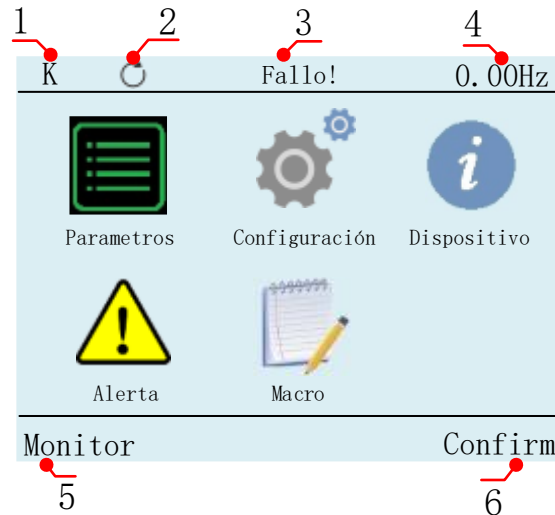 1 2 3 4
K Fallo! 0.00Hz
Parametros Configuración Dispositivo
Alerta Macro
Monitor Confirm
5 6